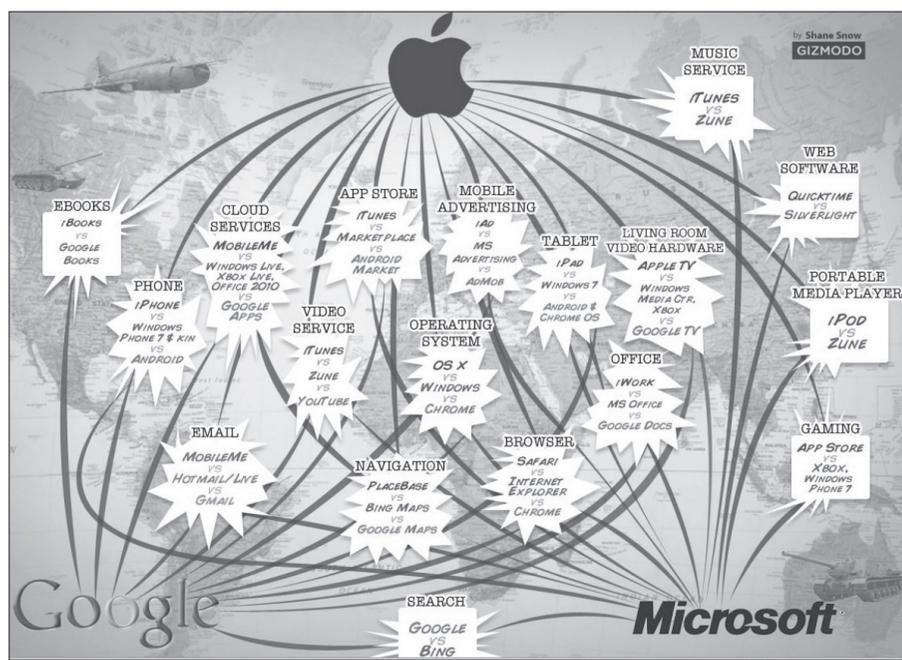 by Shane Snow
GIZMODO
MUSIC
SERVICE
iTUNES
VS
ZUNE
WEB
SOFTWARE
QUICKTIME
VS
SILVERLIGHT
EBOOKS
iBOOKS
VS
GOOGLE
BOOKS
CLOUD
SERVICES
MOBILEME
VS
WINDOWS LIVE,
XBOX LIVE,
OFFICE 2010
VS
GOOGLE
APPS
APP STORE
iTUNES
VS
MARKETPLACE
VS
ANDROID
MARKET
MOBILE
ADVERTISING
iAD
VS
MS
ADVERTISING
VS
ADMOB
TABLET
iPAD
VS
WINDOWS 7
VS
ANDROID &
CHROME OS
LIVING ROOM
VIDEO HARDWARE
APPLE TV
VS
WINDOWS
MEDIA CTR,
XBOX
VS
GOOGLE TV
PORTABLE
MEDIA PLAYER
iPOD
VS
ZUNE
PHONE
iPHONE
VS
WINDOWS
PHONE 7 & KIN
VS
ANDROID
VIDEO
SERVICE
iTUNES
VS
ZUNE
VS
YOUTUBE
OPERATING
SYSTEM
OS X
VS
WINDOWS
VS
CHROME
OFFICE
iWORK
VS
MS OFFICE
VS
GOOGLE DOCS
EMAIL
MOBILEME
VS
HOTMAIL/LIVE
VS
GMAIL
NAVIGATION
PLACEBASE
VS
BING MAPS
VS
GOOGLE MAPS
BROWSER
SAFARI
VS
INTERNET
EXPLORER
VS
CHROME
GAMING
APP STORE
VS
XBOX,
WINDOWS
PHONE 7
Google
SEARCH
GOOGLE
VS
BING
Microsoft